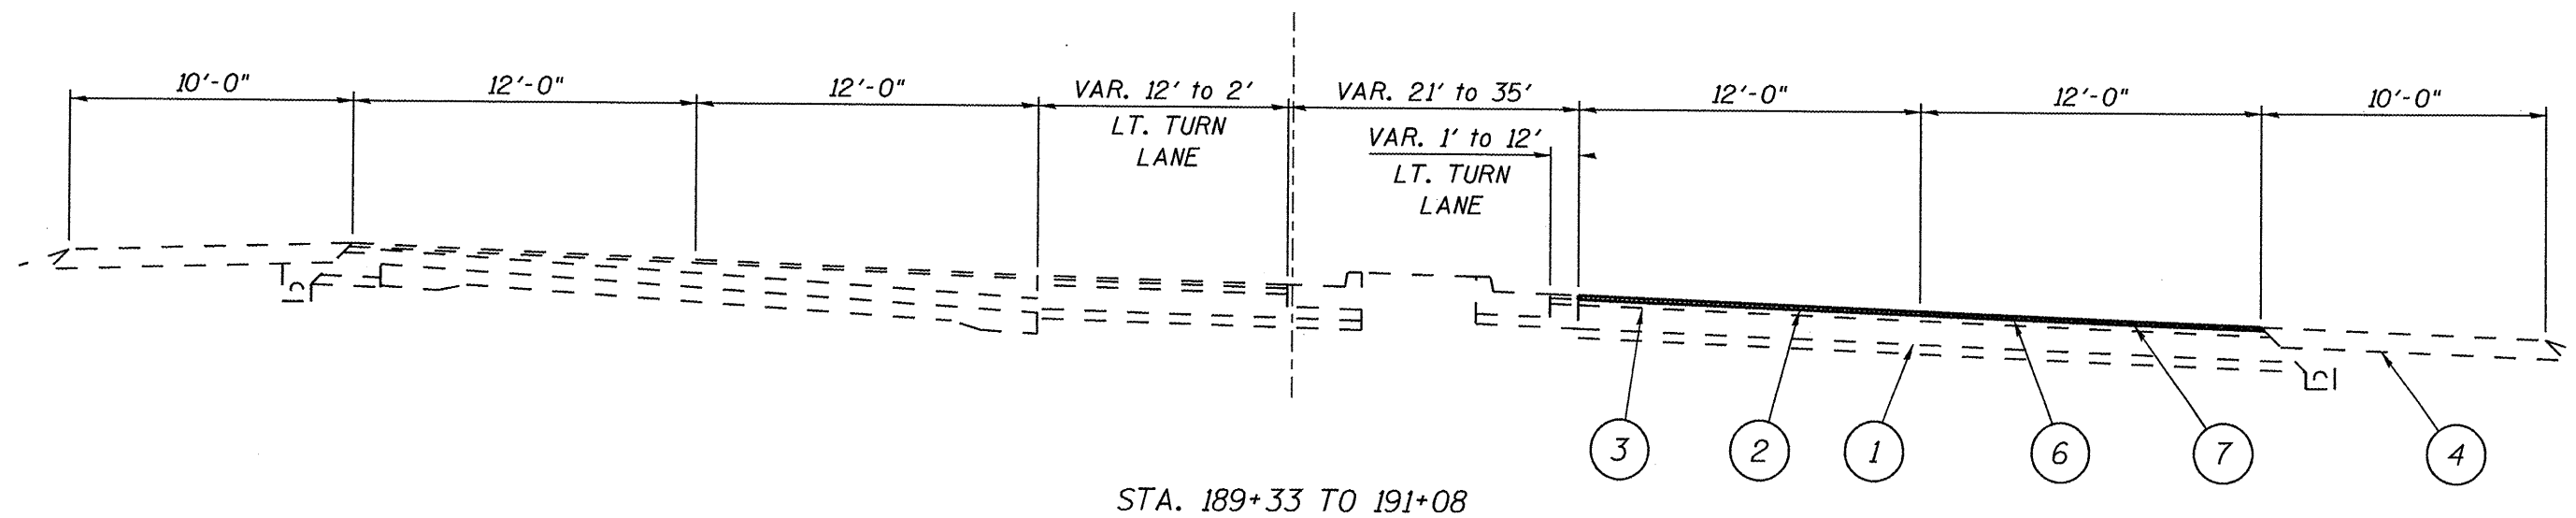 10'-0"
12'-0"
12'-0"
VAR. 12' to 2'
LT. TURN
LANE
VAR. 21' to 35'
VAR. 1' to 12'
LT. TURN
LANE
12'-0"
12'-0"
10'-0"
3
2
1
6
7
4
STA. 189+33 TO 191+08